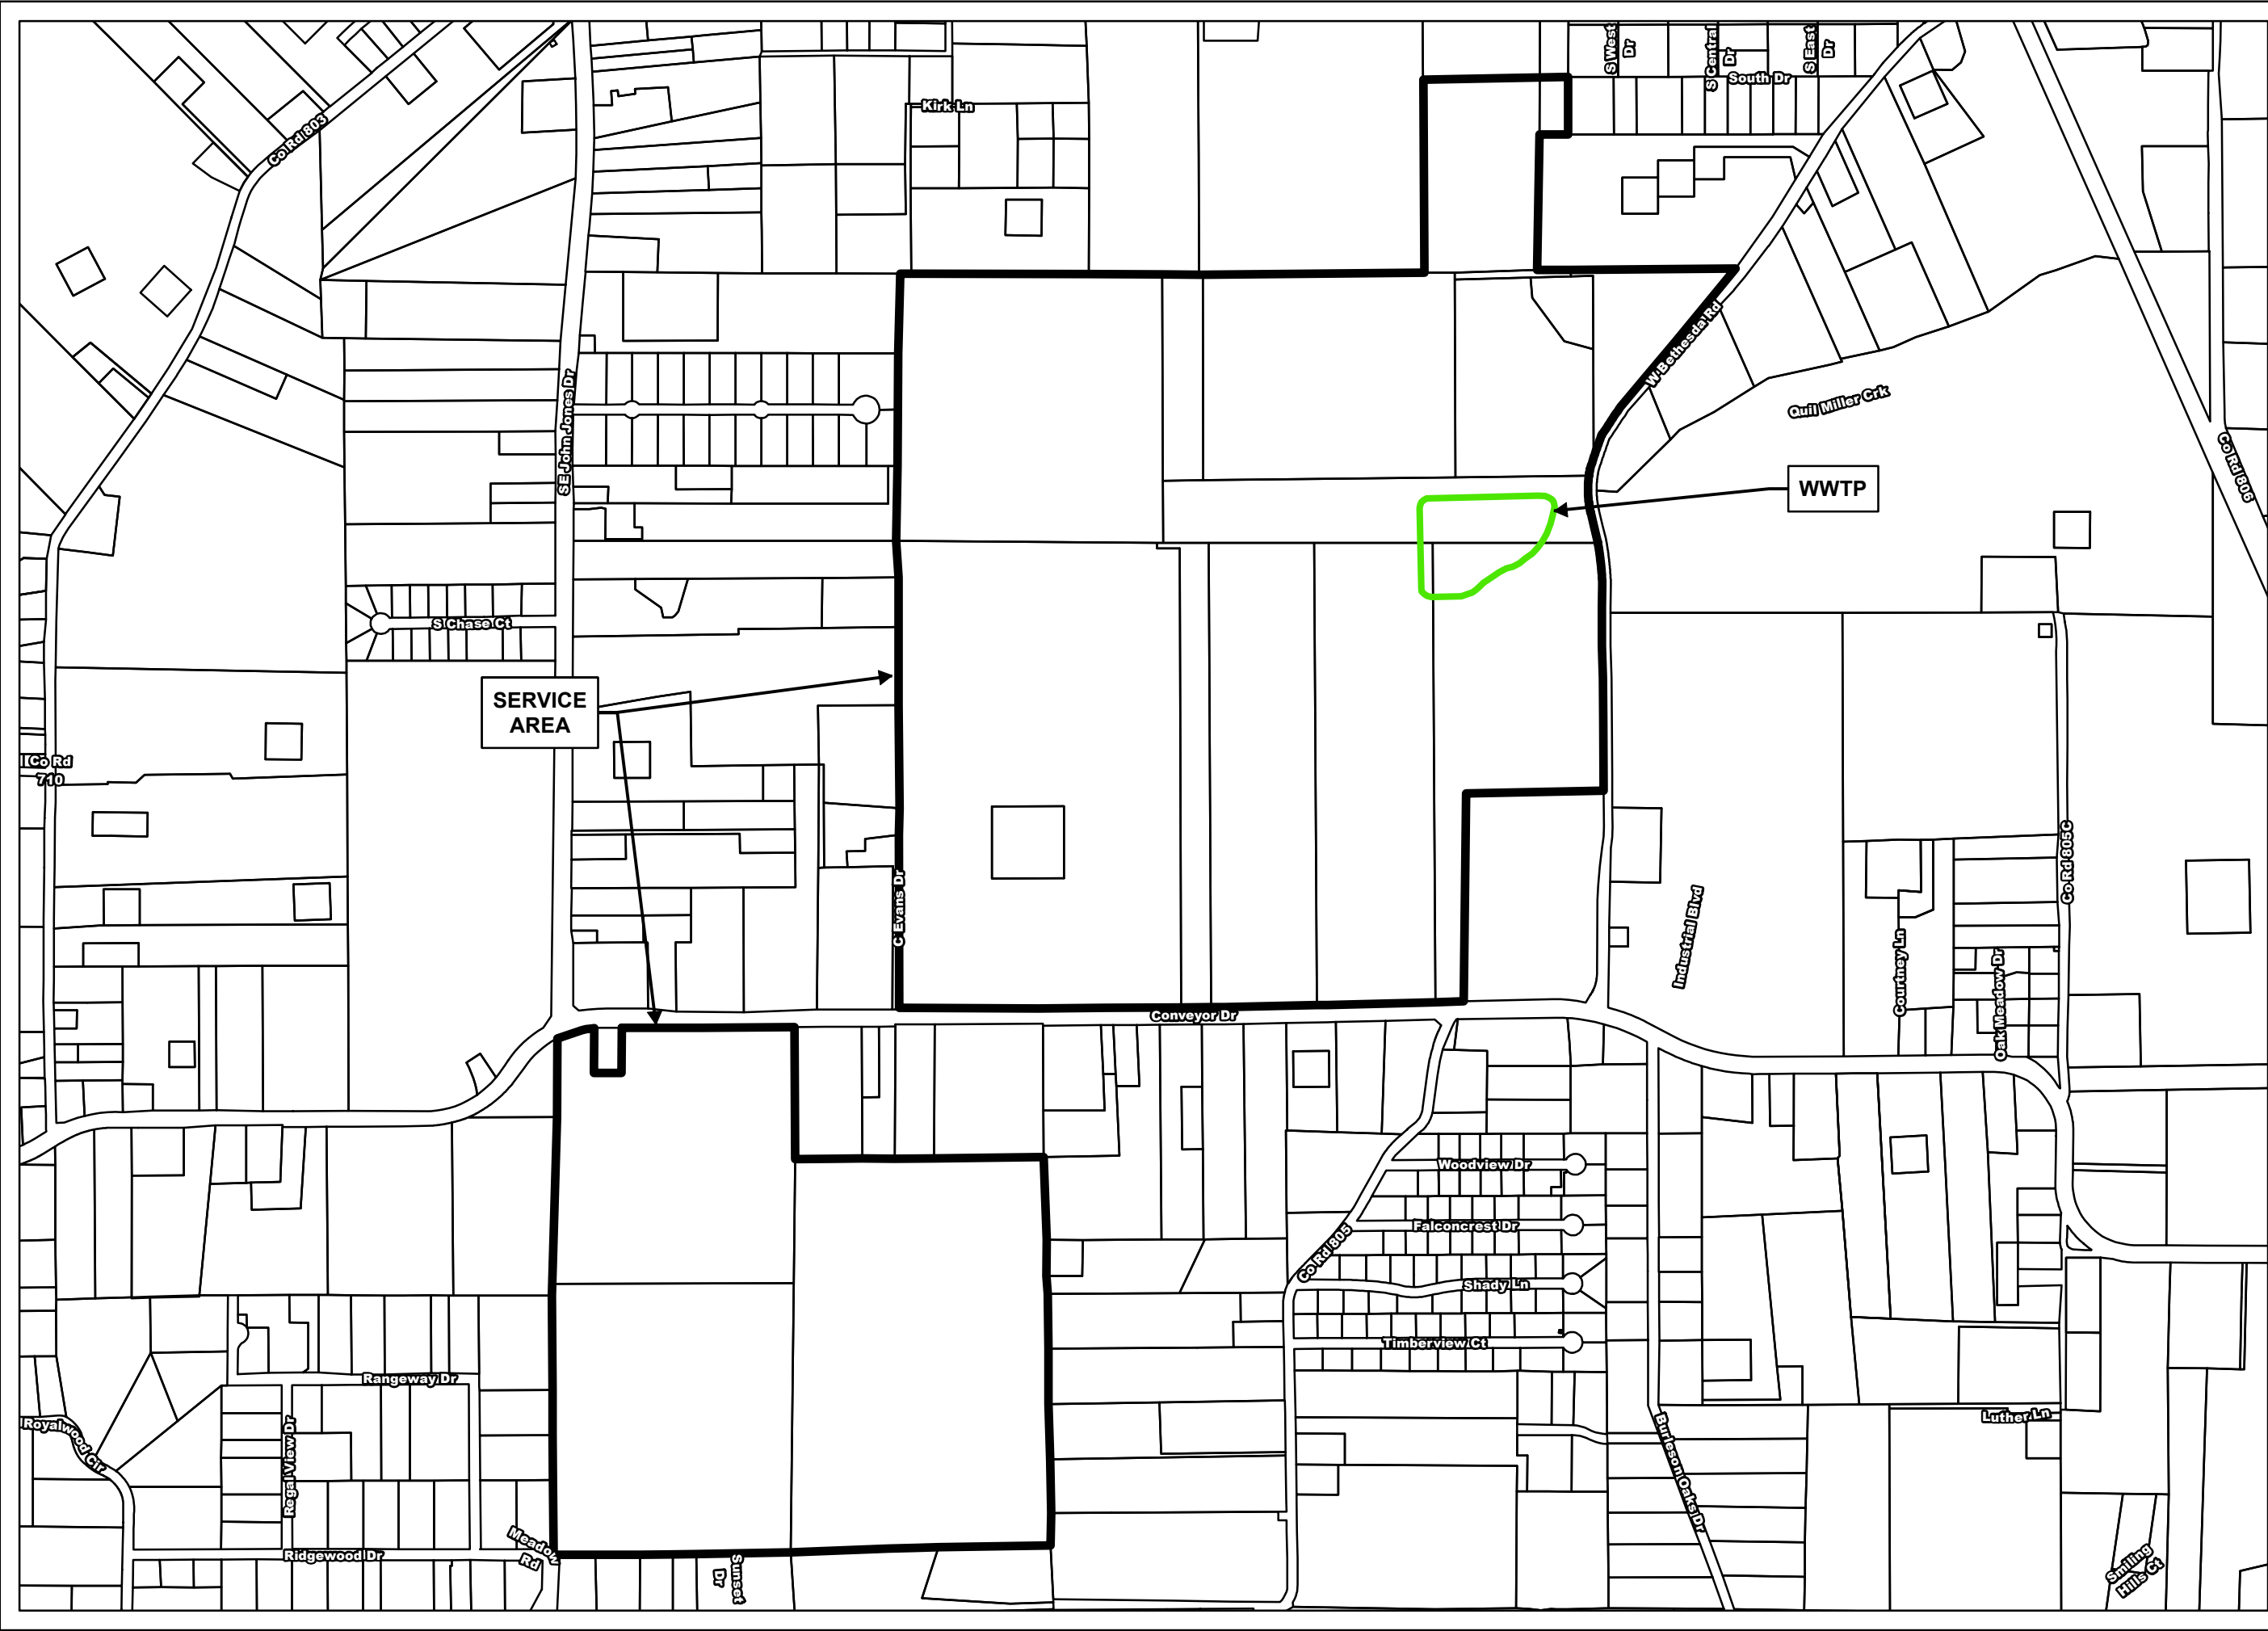 S West
Dr
S Central
Dr
S East
Dr
South Dr
Kirk Ln
Co Rd 803
W Bethesda Rd
SE John Jones Dr
Quil Miller Crk
Co Rd 806
WWTP
S Chase Ct
SERVICE
AREA
Co Rd
710
C Evans Dr
Co Rd 805C
Industrial Blvd
Courtney Ln
Oak Meadow Dr
Conveyor Dr
Woodview Dr
Falconcrest Dr
Co Rd 805
Shady Ln
Timberview Ct
Rangeway Dr
Royalwood Cir
Regal View Dr
Luther Ln
Burleson Oaks Dr
Ridgewood Dr
Meadow
Rd
Sunset
Dr
Smiling
Hills Ct